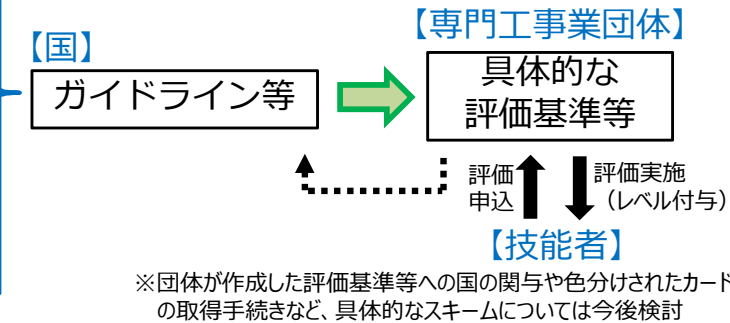 【専門工事業団体】
【国】
ガイドライン等
具体的な
評価基準等
評価
申込
評価実施
（レベル付与）
【技能者】
※団体が作成した評価基準等への国の関与や色分けされたカード
の取得手続きなど、具体的なスキームについては今後検討